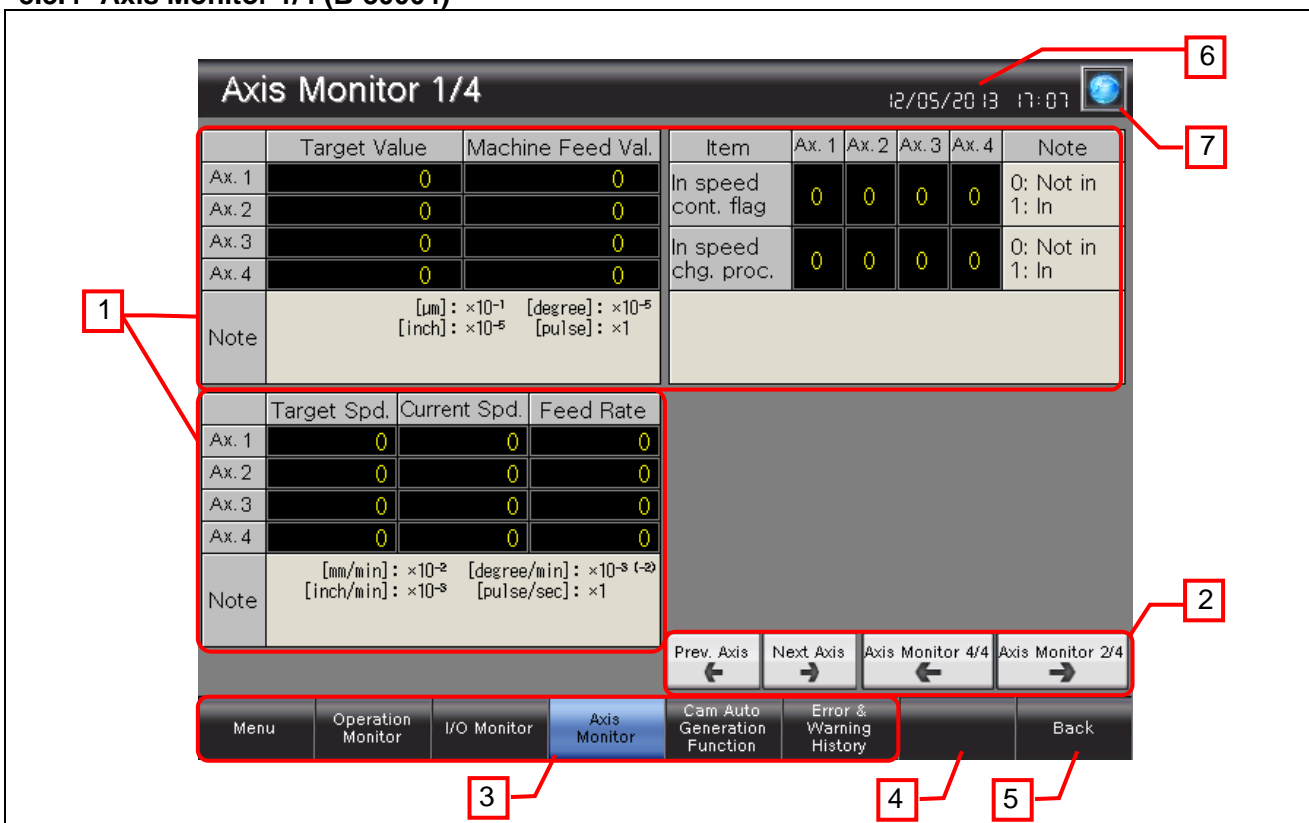 Axis Monitor 1/4
12/05/2013 17:07
6
7
Target Value Machine Feed Val.
Ax. 1 0 0
Ax. 2 0 0
Ax. 3 0 0
Ax. 4 0 0
Note [μm]: ×10⁻¹ [degree]: ×10⁻⁵
[inch]: ×10⁻⁵ [pulse]: ×1
Item Ax. 1 Ax. 2 Ax. 3 Ax. 4 Note
In speed cont. flag 0 0 0 0 0: Not in
1: In
In speed chg. proc. 0 0 0 0 0: Not in
1: In
1
Target Spd. Current Spd. Feed Rate
Ax. 1 0 0 0
Ax. 2 0 0 0
Ax. 3 0 0 0
Ax. 4 0 0 0
Note [mm/min]: ×10⁻² [degree/min]: ×10⁻³ ⁽⁻²⁾
[inch/min]: ×10⁻³ [pulse/sec]: ×1
2
Prev. Axis Next Axis Axis Monitor 4/4 Axis Monitor 2/4
Menu
Operation
Monitor
I/O Monitor
Axis
Monitor
Cam Auto
Generation
Function
Error &
Warning
History
Back
3
4
5